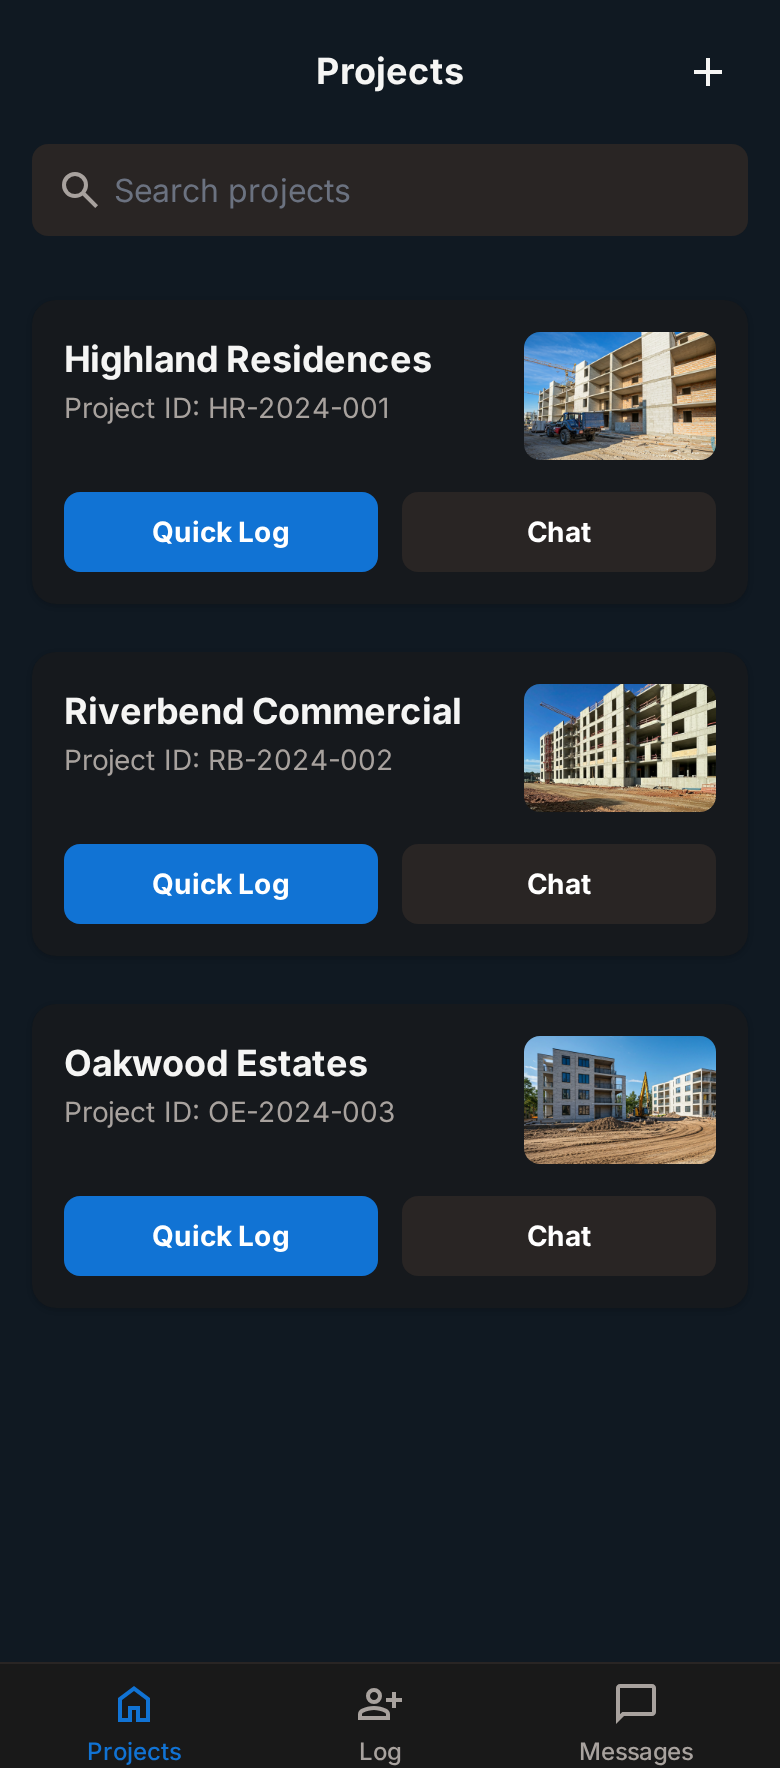 Projects
Search projects
Highland Residences
Project ID: HR-2024-001
Quick Log
Chat
Riverbend Commercial
Project ID: RB-2024-002
Quick Log
Chat
Oakwood Estates
Project ID: OE-2024-003
Quick Log
Chat
Projects
Log
Messages